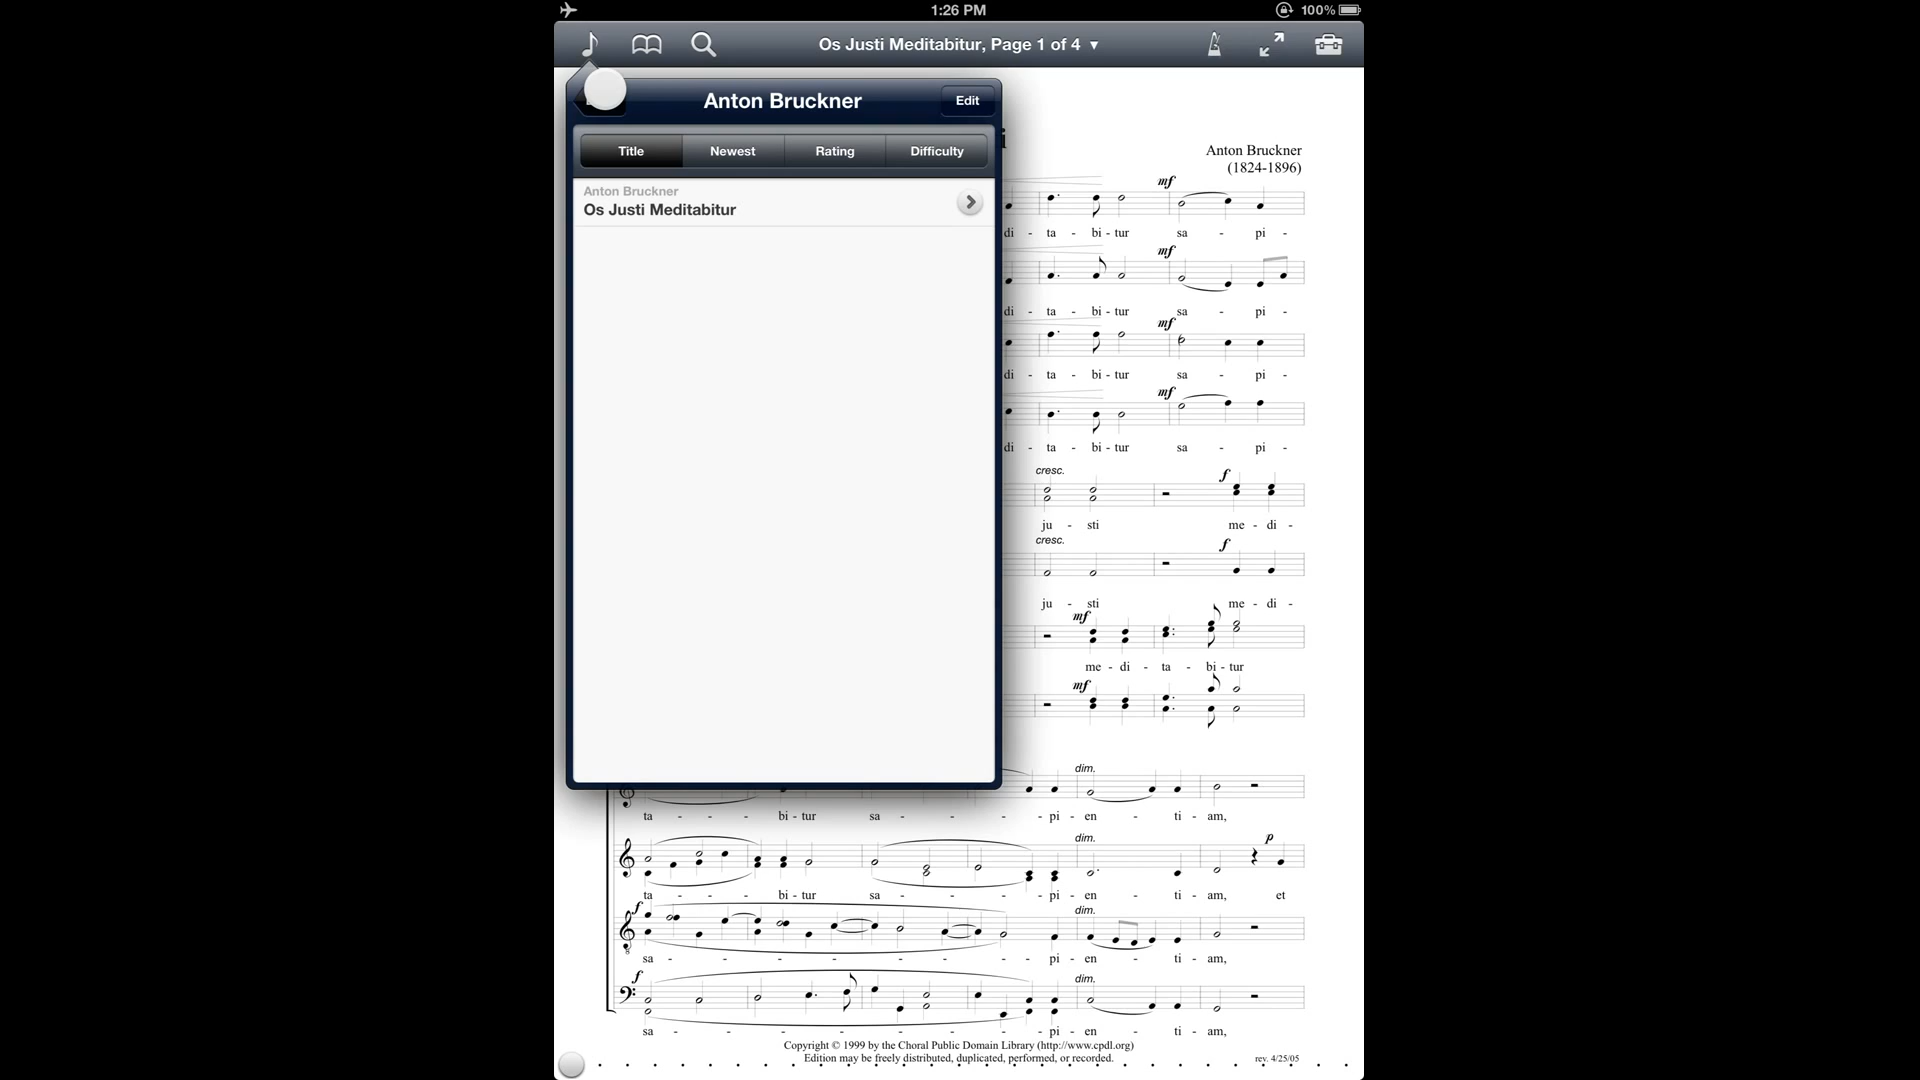 1:26 PM
100%
Os Justi Meditabitur, Page 1 of 4 ▼
Anton Bruckner
Edit
Title
Newest
Rating
Difficulty
Anton Bruckner
Os Justi Meditabitur
Anton Bruckner
(1824-1896)
mf
di - ta - bi - tur sa - pi -
mf
di - ta - bi - tur sa - pi -
mf
di - ta - bi - tur sa - pi -
mf
di - ta - bi - tur sa - pi -
cresc. f
ju - sti me - di -
cresc. f
ju - sti me - di -
mf
me - di - ta - bi - tur
mf
dim.
ta - - - bi - tur sa - - - pi - en - ti - am,
dim. p
ta - - - bi - tur sa - - - pi - en - ti - am, et
f dim.
sa - - - - - - - - pi - en - ti - am,
f dim.
sa - - - - - - - - pi - en - ti - am,
Copyright © 1999 by the Choral Public Domain Library (http://www.cpdl.org)
Edition may be freely distributed, duplicated, performed, or recorded.
rev. 4/25/05